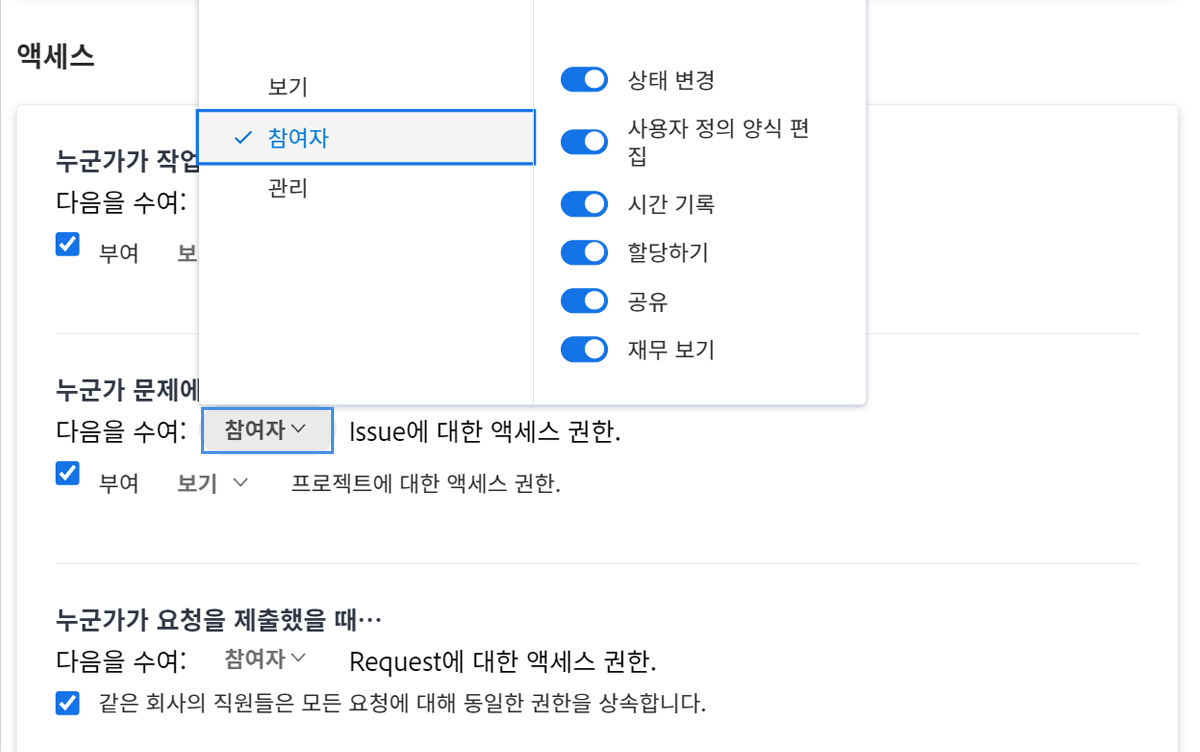 액세스
보기
참여자
관리
상태 변경
사용자 정의 양식 편
집
시간 기록
할당하기
공유
재무 보기
누군가가 작업
다음을 수여:
부여 보
누군가 문제에
다음을 수여: 참여자 Issue에 대한 액세스 권한.
부여 보기 프로젝트에 대한 액세스 권한.
누군가가 요청을 제출했을 때…
다음을 수여: 참여자 Request에 대한 액세스 권한.
같은 회사의 직원들은 모든 요청에 대해 동일한 권한을 상속합니다.